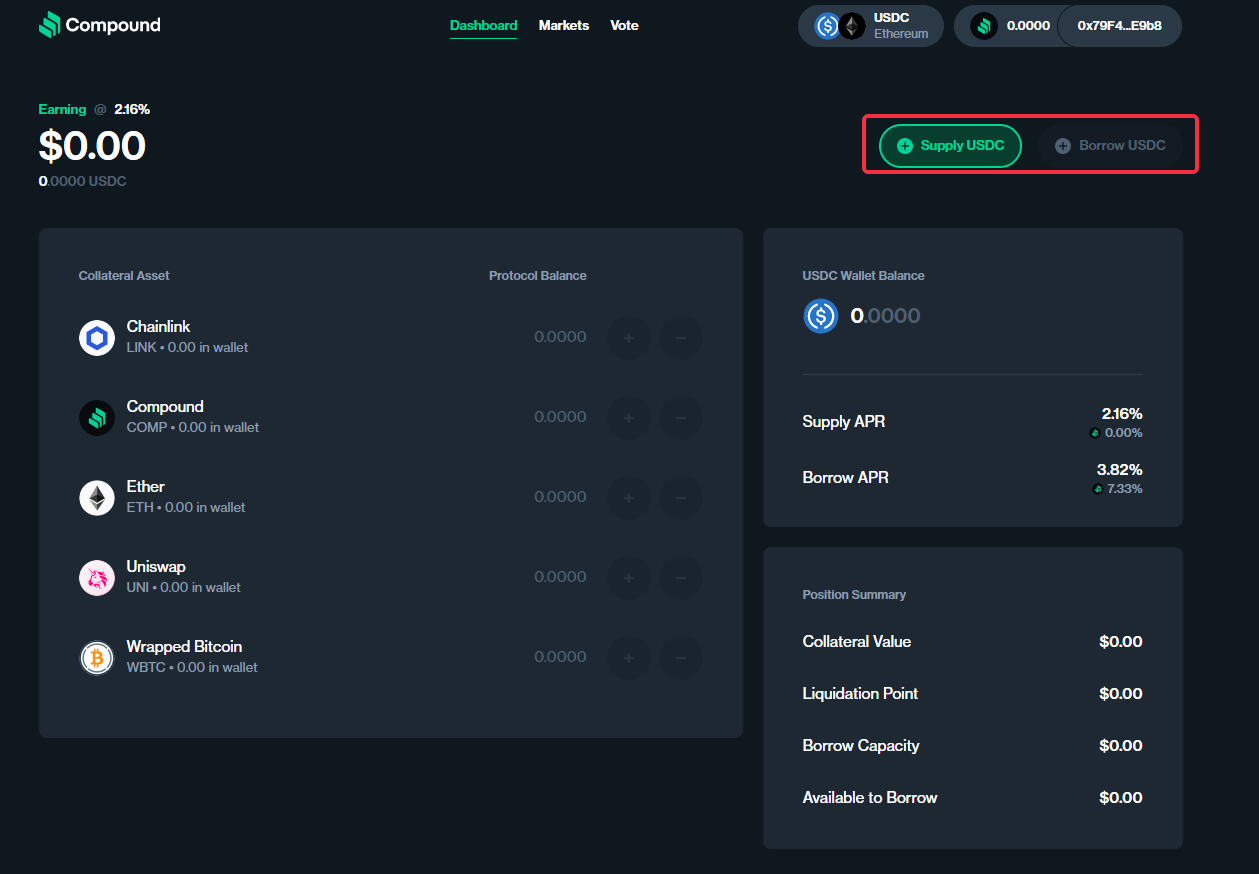 Compound
Dashboard Markets Vote
USDC
Ethereum
0.0000
0x79F4...E9b8
Earning @ 2.16%
$0.00
0.0000 USDC
Supply USDC
Borrow USDC
Collateral Asset Protocol Balance
Chainlink
LINK • 0.00 in wallet
0.0000
Compound
COMP • 0.00 in wallet
0.0000
Ether
ETH • 0.00 in wallet
0.0000
Uniswap
UNI • 0.00 in wallet
0.0000
Wrapped Bitcoin
WBTC • 0.00 in wallet
0.0000
USDC Wallet Balance
0.0000
Supply APR 2.16%
0.00%
Borrow APR 3.82%
7.33%
Position Summary
Collateral Value $0.00
Liquidation Point $0.00
Borrow Capacity $0.00
Available to Borrow $0.00